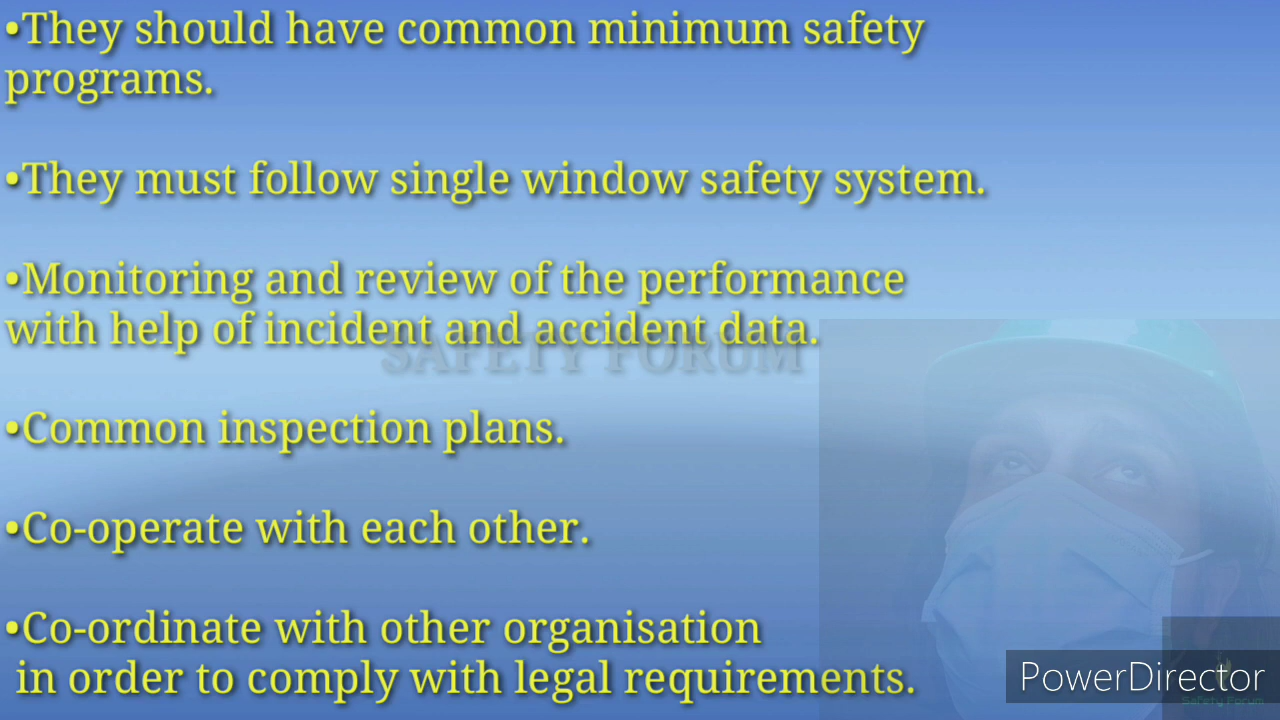 •They should have common minimum safety
programs.
•They must follow single window safety system.
•Monitoring and review of the performance
with help of incident and accident data.
SAFETY FORUM
•Common inspection plans.
•Co-operate with each other.
•Co-ordinate with other organisation
in order to comply with legal requirements.
PowerDirector
Safety Forum